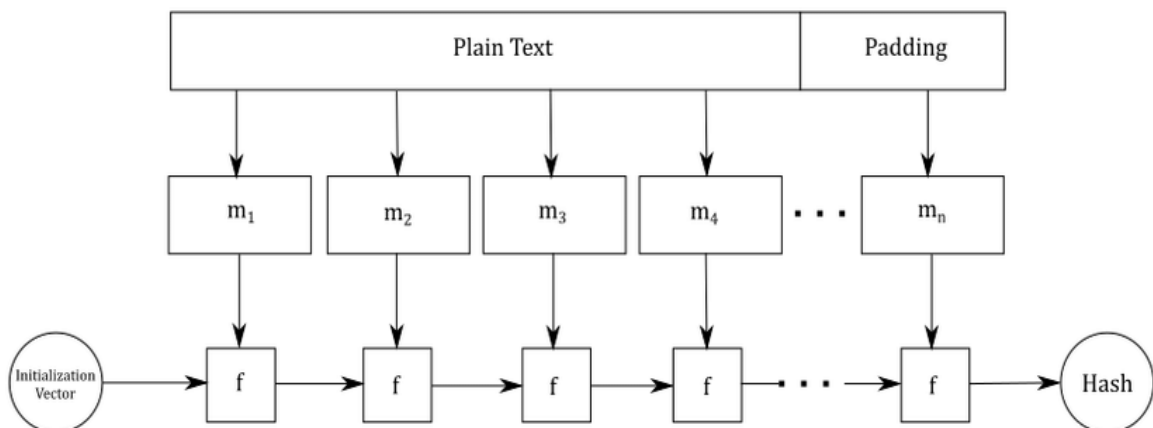 Plain Text Padding
m₁ m₂ m₃ m₄ . . . mₙ
Initialization
Vector
f f f f . . . f Hash